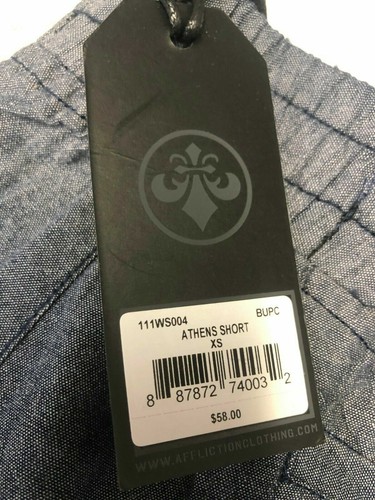 111WS004 BUPC
ATHENS SHORT
XS
8 87872 74003 2
$58.00
WWW.AFFLICTIONCLOTHING.COM